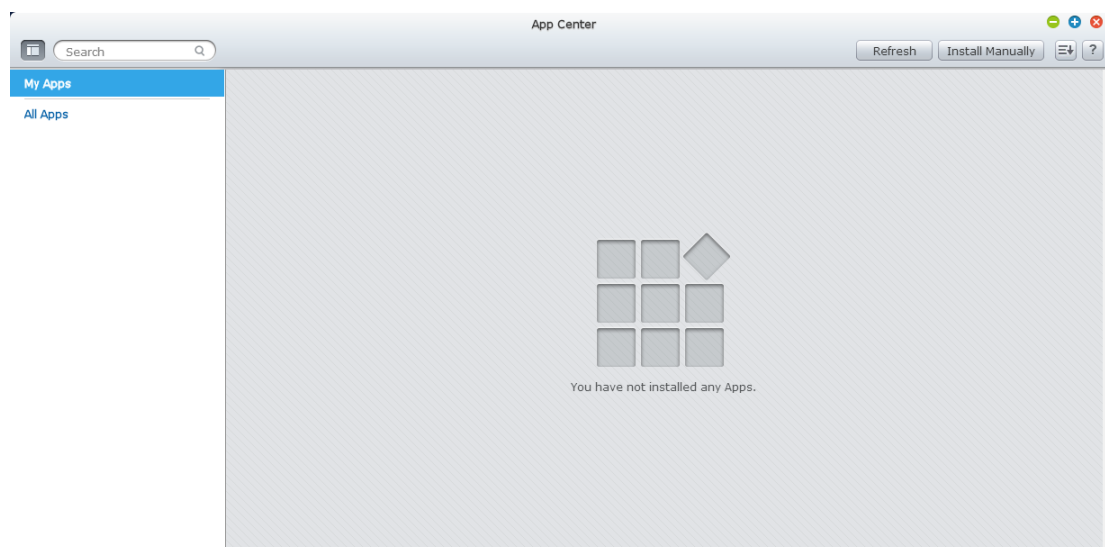 App Center
Search
Refresh
Install Manually
?
My Apps
All Apps
You have not installed any Apps.